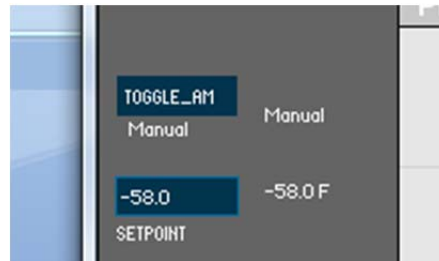 TOGGLE_AM
Manual
Manual
-58.0
-58.0 F
SETPOINT